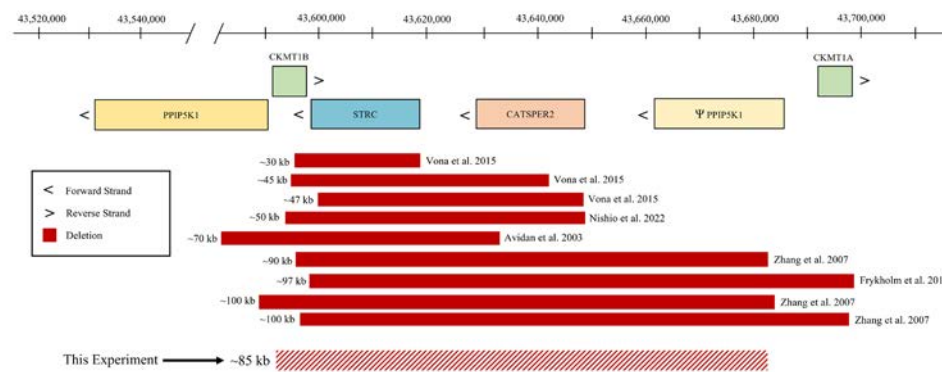 43,520,000 43,540,000 43,600,000 43,620,000 43,640,000 43,660,000 43,680,000 43,700,000
CKMT1B CKMT1A
> >
< PPIP5K1 < STRC < CATSPER2 < Ψ PPIP5K1
~30 kb Vona et al. 2015
~45 kb Vona et al. 2015
~47 kb Vona et al. 2015
~50 kb Nishio et al. 2022
~70 kb Avidan et al. 2003
~90 kb Zhang et al. 2007
~97 kb Frykholm et al. 201
~100 kb Zhang et al. 2007
~100 kb Zhang et al. 2007
< Forward Strand
> Reverse Strand
Deletion
This Experiment ~85 kb